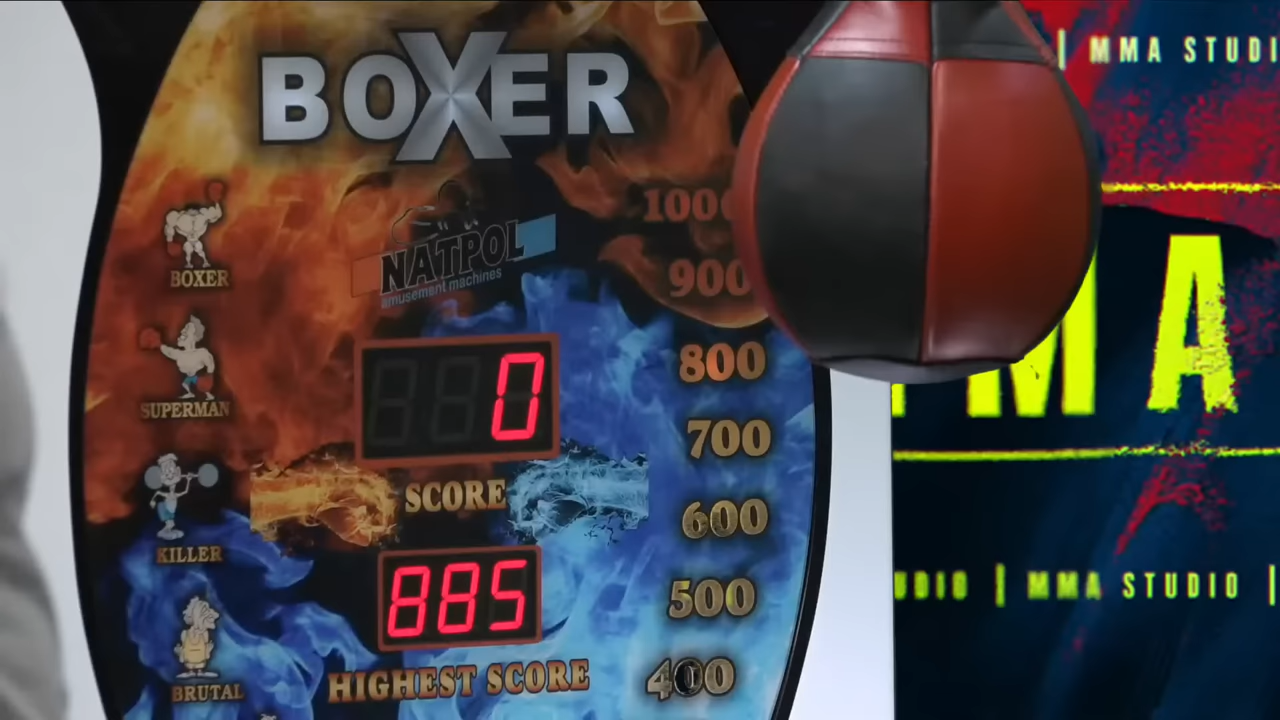 BOXER
| MMA STUDI
1000
NATPOL
amusement machines
BOXER
900
MA
0
800
SUPERMAN
700
SCORE
600
KILLER
885
500
UDIO | MMA STUDIO |
HIGHEST SCORE
400
BRUTAL